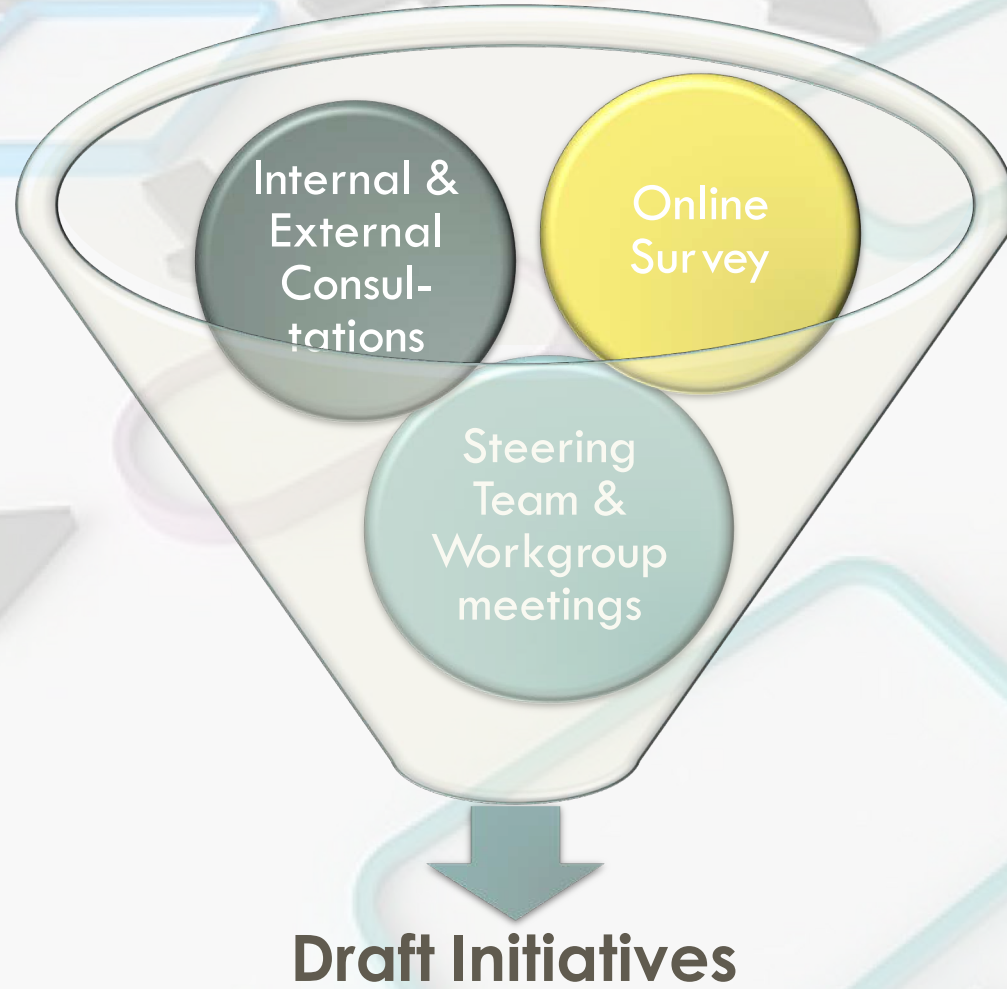 Internal &
External
Consul-
tations
Online
Survey
Steering
Team &
Workgroup
meetings
Draft Initiatives